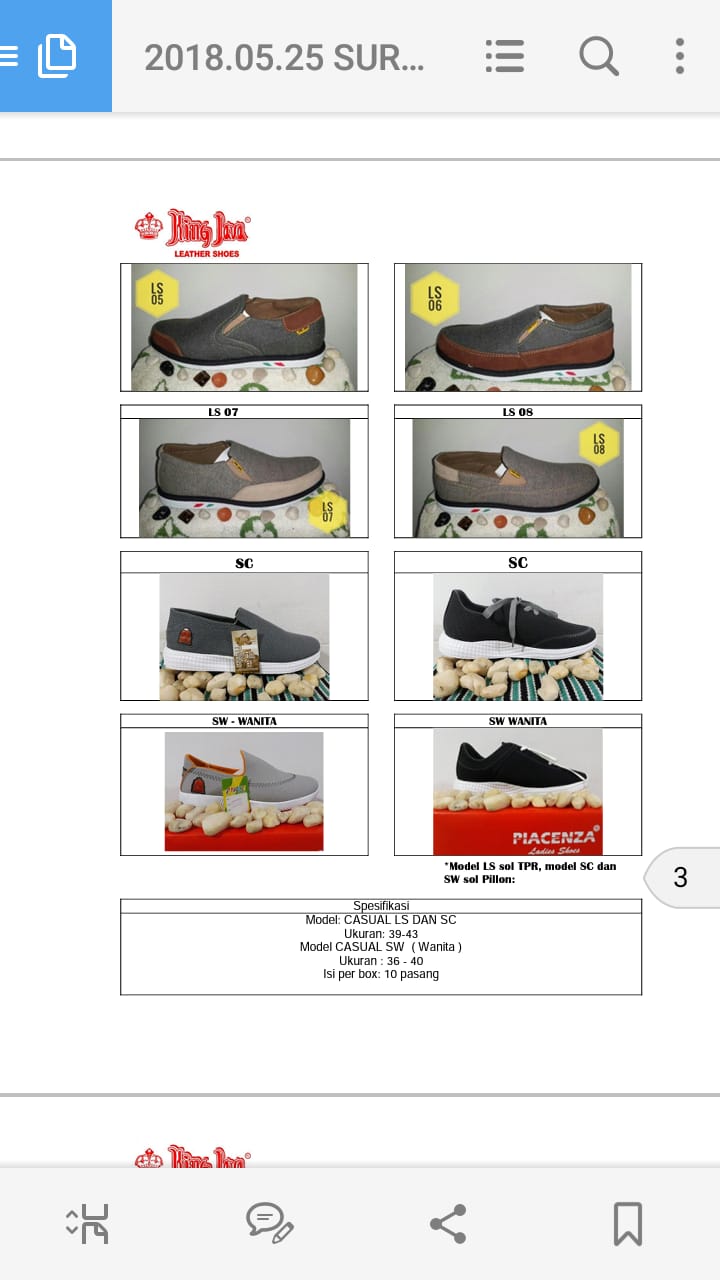 2018.05.25 SUR...
King Java®
LEATHER SHOES
LS
05
LS
06
LS 07
LS 08
LS
07
LS
08
SC
SC
SW - WANITA
SW WANITA
PIACENZA®
Ladies Shoes
*Model LS sol TPR, model SC dan
SW sol Pillon:
3
Spesifikasi
Model: CASUAL LS DAN SC
Ukuran: 39-43
Model CASUAL SW ( Wanita )
Ukuran : 36 - 40
Isi per box: 10 pasang
King Java®